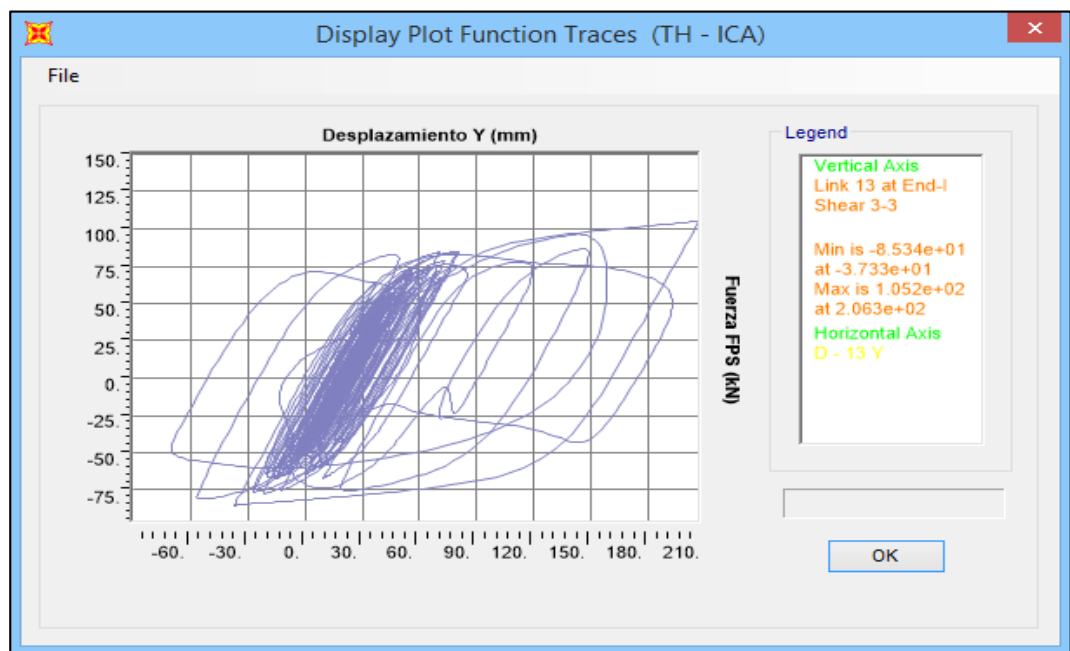 Display Plot Function Traces (TH - ICA)
File
Desplazamiento Y (mm)
150.
125.
100.
75.
50.
25.
0.
-25.
-50.
-75.
-60. -30. 0. 30. 60. 90. 120. 150. 180. 210.
Fuerza FPS (kN)
Legend
Vertical Axis
Link 13 at End-I
Shear 3-3
Min is -8.534e+01
at -3.733e+01
Max is 1.052e+02
at 2.063e+02
Horizontal Axis
D - 13 Y
OK